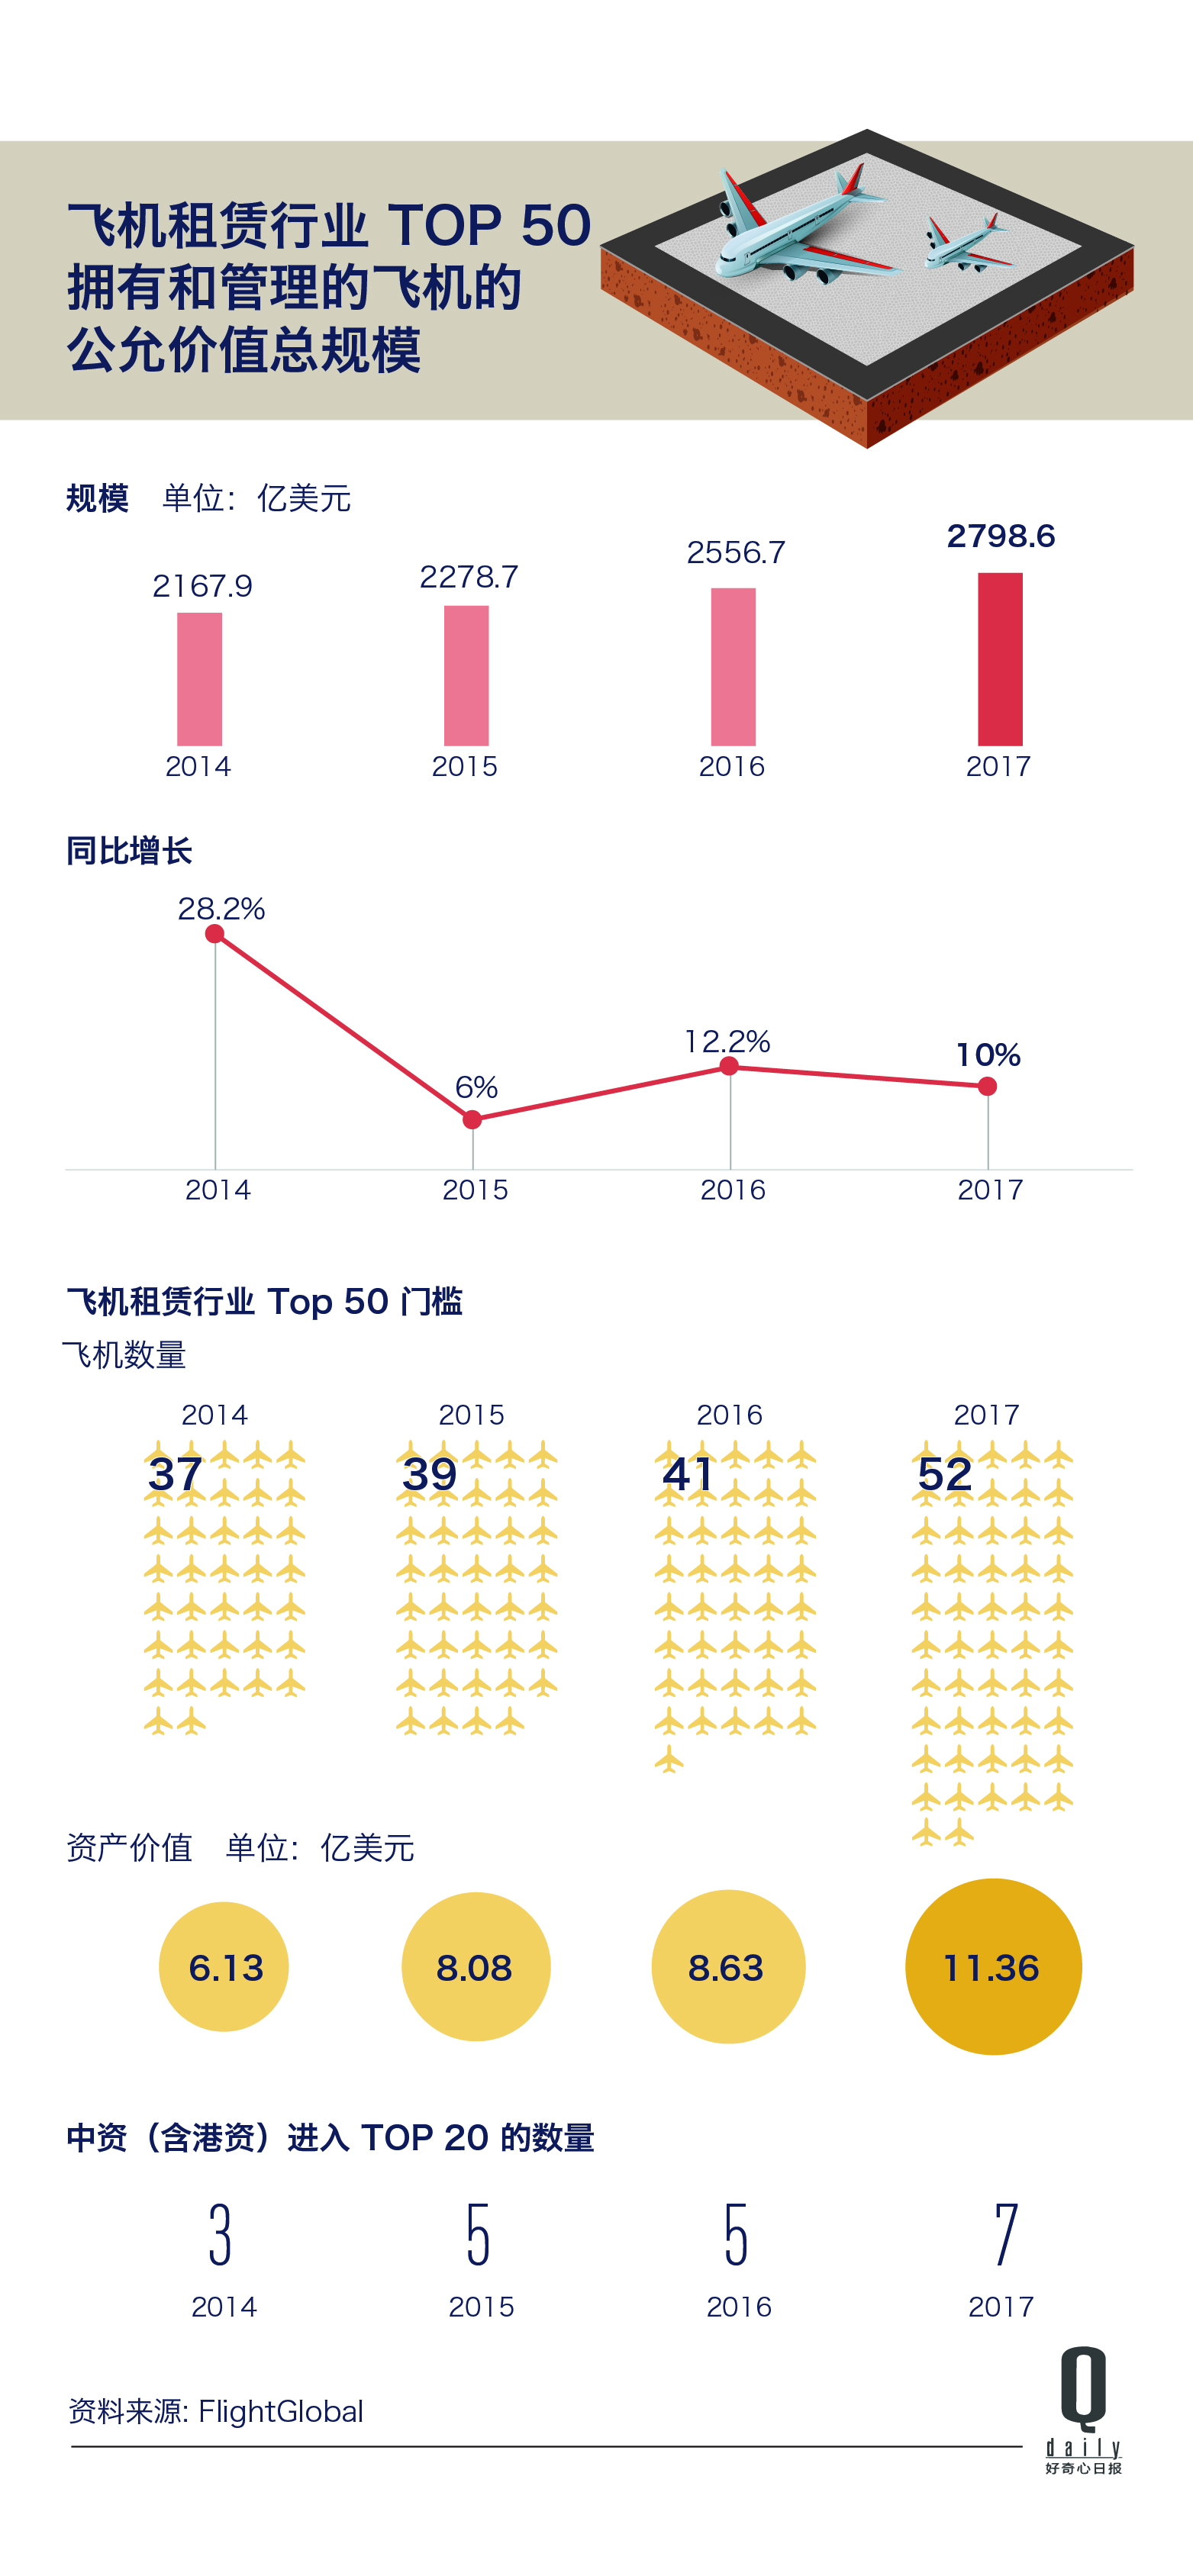 飞机租赁行业 TOP 50
拥有和管理的飞机的
公允价值总规模
规模 单位：亿美元
2167.9 2278.7 2556.7 2798.6
2014 2015 2016 2017
同比增长
28.2% 6% 12.2% 10%
2014 2015 2016 2017
飞机租赁行业 Top 50 门槛
飞机数量
2014 2015 2016 2017
37 39 41 52
资产价值 单位：亿美元
6.13 8.08 8.63 11.36
中资（含港资）进入 TOP 20 的数量
3 5 5 7
2014 2015 2016 2017
资料来源: FlightGlobal
Q
daily
好奇心日报